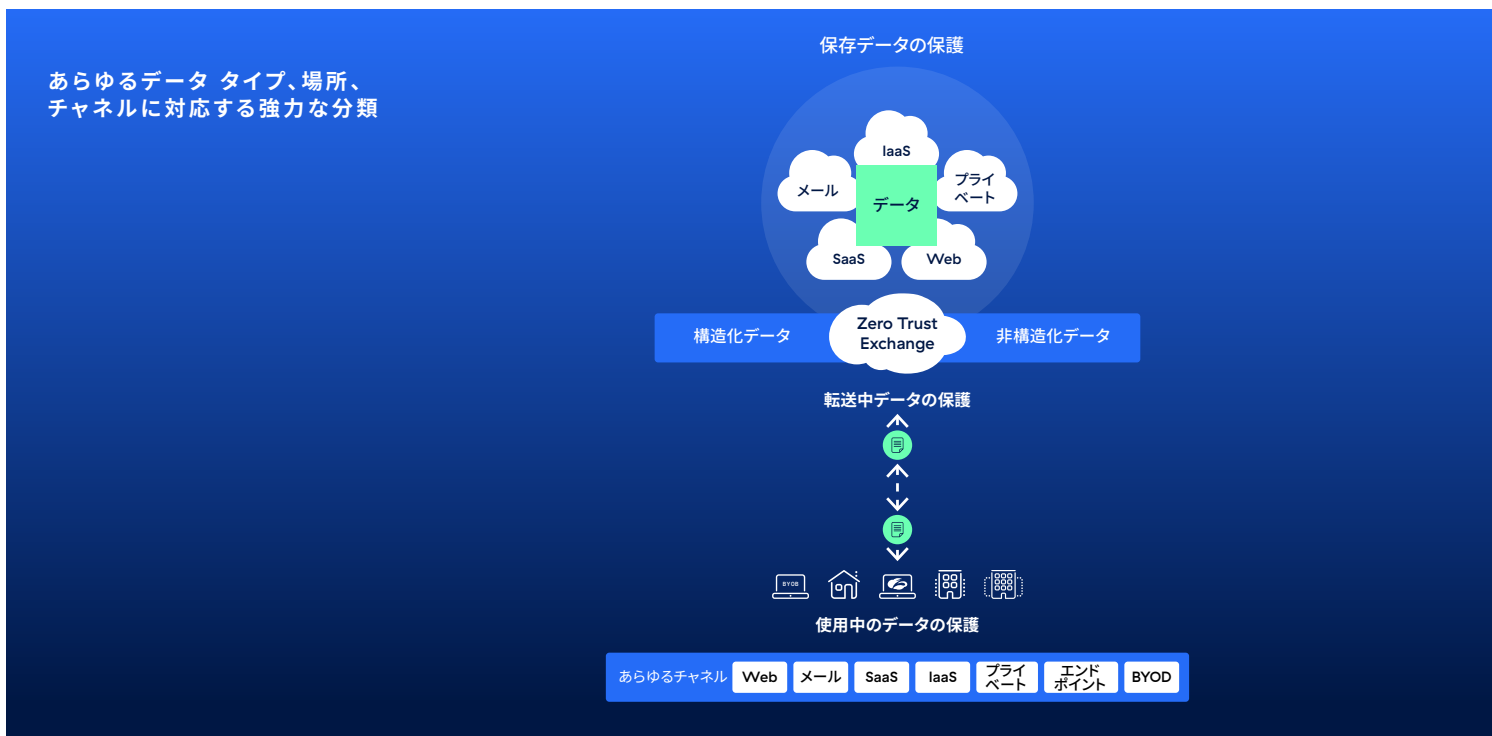 あらゆるデータ タイプ、場所、
チャネルに対応する強力な分類
保存データの保護
IaaS
メール
プライ
ベート
データ
SaaS
Web
構造化データ
Zero Trust
Exchange
非構造化データ
転送中データの保護
BYOB
使用中のデータの保護
あらゆるチャネル
Web
メール
SaaS
IaaS
プライ
ベート
エンド
ポイント
BYOD